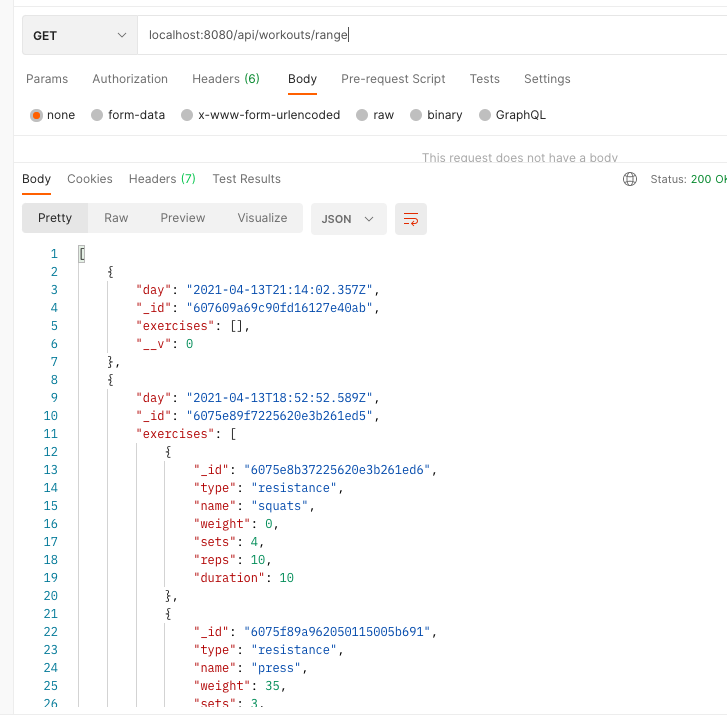 GET localhost:8080/api/workouts/range
Params Authorization Headers (6) Body Pre-request Script Tests Settings
none form-data x-www-form-urlencoded raw binary GraphQL
This request does not have a body
Body Cookies Headers (7) Test Results Status: 200 OK
Pretty Raw Preview Visualize JSON
1 [
2 {
3 "day": "2021-04-13T21:14:02.357Z",
4 "_id": "607609a69c90fd16127e40ab",
5 "exercises": [],
6 "__v": 0
7 },
8 {
9 "day": "2021-04-13T18:52:52.589Z",
10 "_id": "6075e89f7225620e3b261ed5",
11 "exercises": [
12 {
13 "_id": "6075e8b37225620e3b261ed6",
14 "type": "resistance",
15 "name": "squats",
16 "weight": 0,
17 "sets": 4,
18 "reps": 10,
19 "duration": 10
20 },
21 {
22 "_id": "6075f89a962050115005b691",
23 "type": "resistance",
24 "name": "press",
25 "weight": 35,
26 "sets": 3,